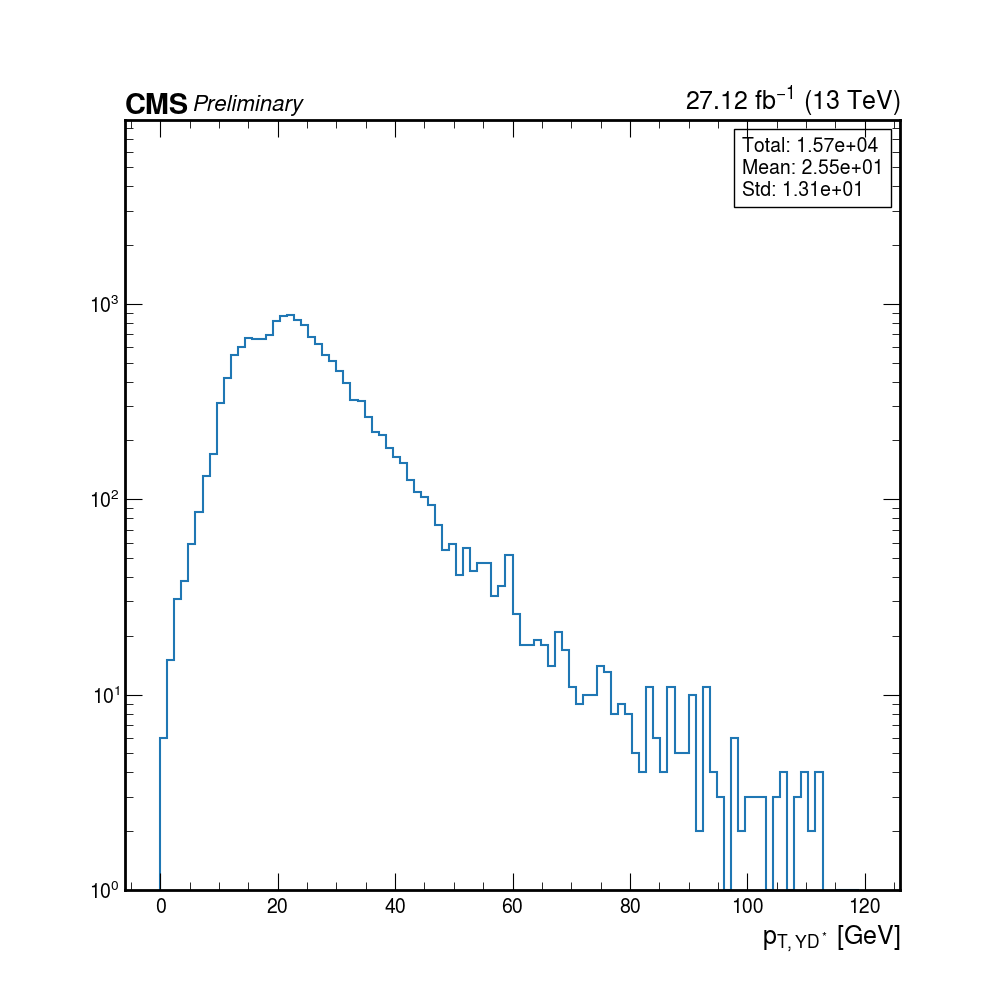 CMS Preliminary 27.12 fb⁻¹ (13 TeV)
Total: 1.57e+04
Mean: 2.55e+01
Std: 1.31e+01
10³
10²
10¹
10⁰
0 20 40 60 80 100 120
p_{T, YD*} [GeV]